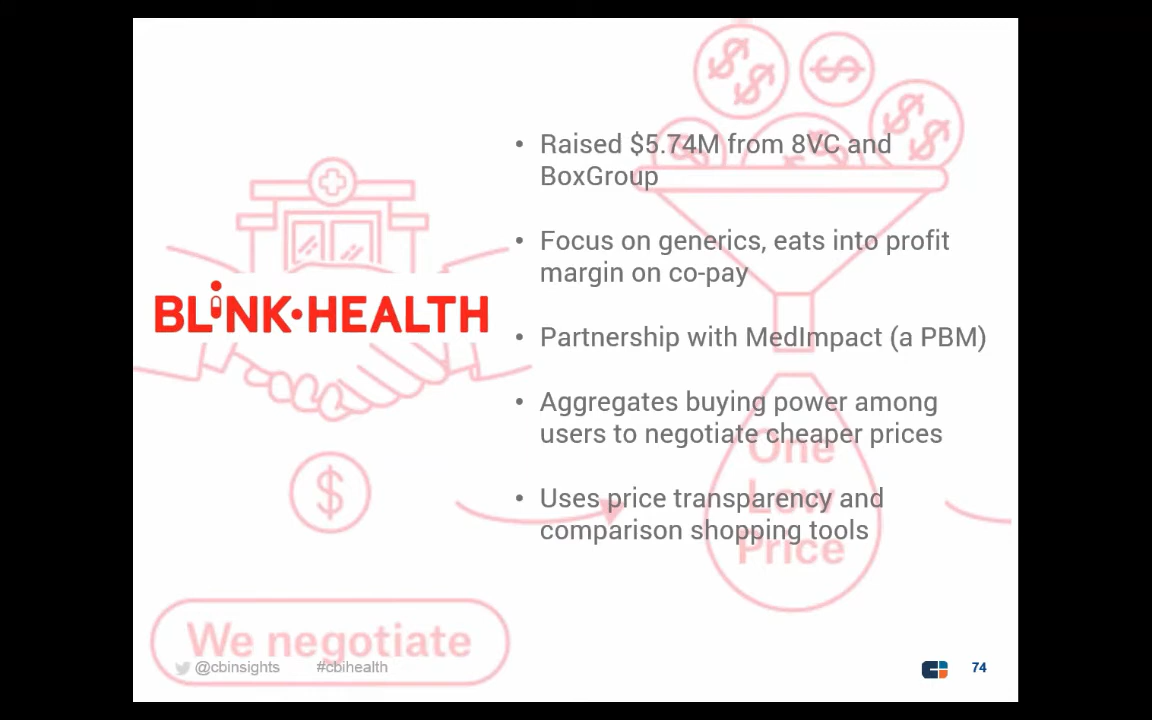 • Raised $5.74M from 8VC and
BoxGroup
• Focus on generics, eats into profit
margin on co-pay
BLiNK•HEALTH
• Partnership with MedImpact (a PBM)
• Aggregates buying power among
users to negotiate cheaper prices
• Uses price transparency and
comparison shopping tools
$
One
Low
Price
We negotiate
@cbinsights #cbihealth
74